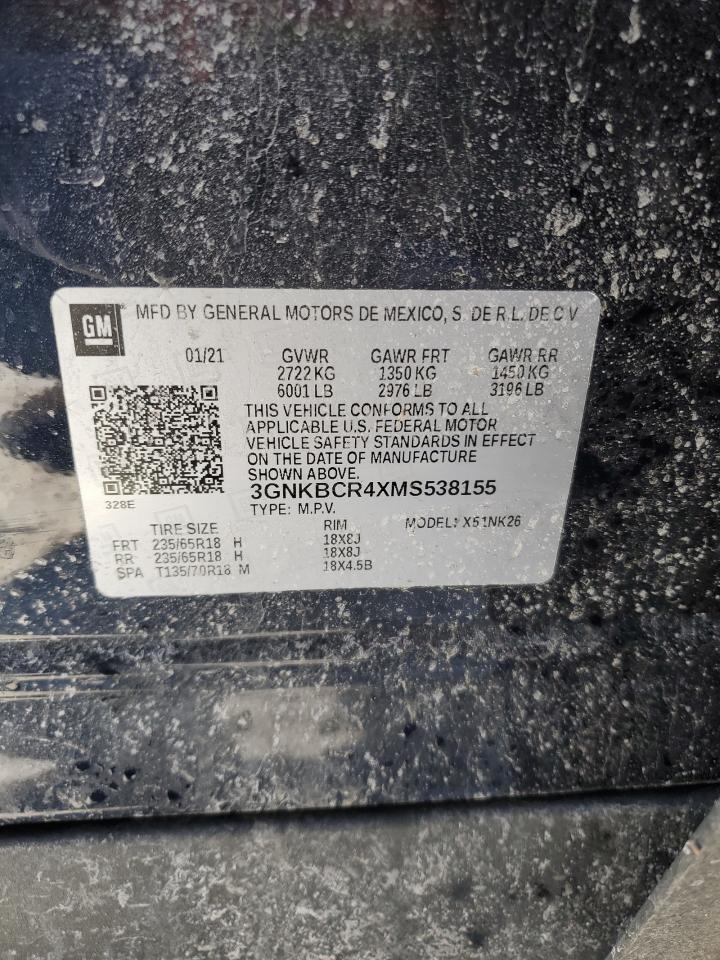 GM MFD BY GENERAL MOTORS DE MEXICO, S. DE R.L. DE C V
01/21 GVWR GAWR FRT GAWR RR
2722 KG 1350 KG 1450 KG
6001 LB 2976 LB 3196 LB
THIS VEHICLE CONFORMS TO ALL
APPLICABLE U.S. FEDERAL MOTOR
VEHICLE SAFETY STANDARDS IN EFFECT
ON THE DATE OF MANUFACTURE
SHOWN ABOVE.
3GNKBCR4XMS538155
328E TYPE: M.P.V. MODEL: X51NK26
TIRE SIZE RIM
FRT 235/65R18 H 18X8J
RR 235/65R18 H 18X8J
SPA T135/70R18 M 18X4.5B